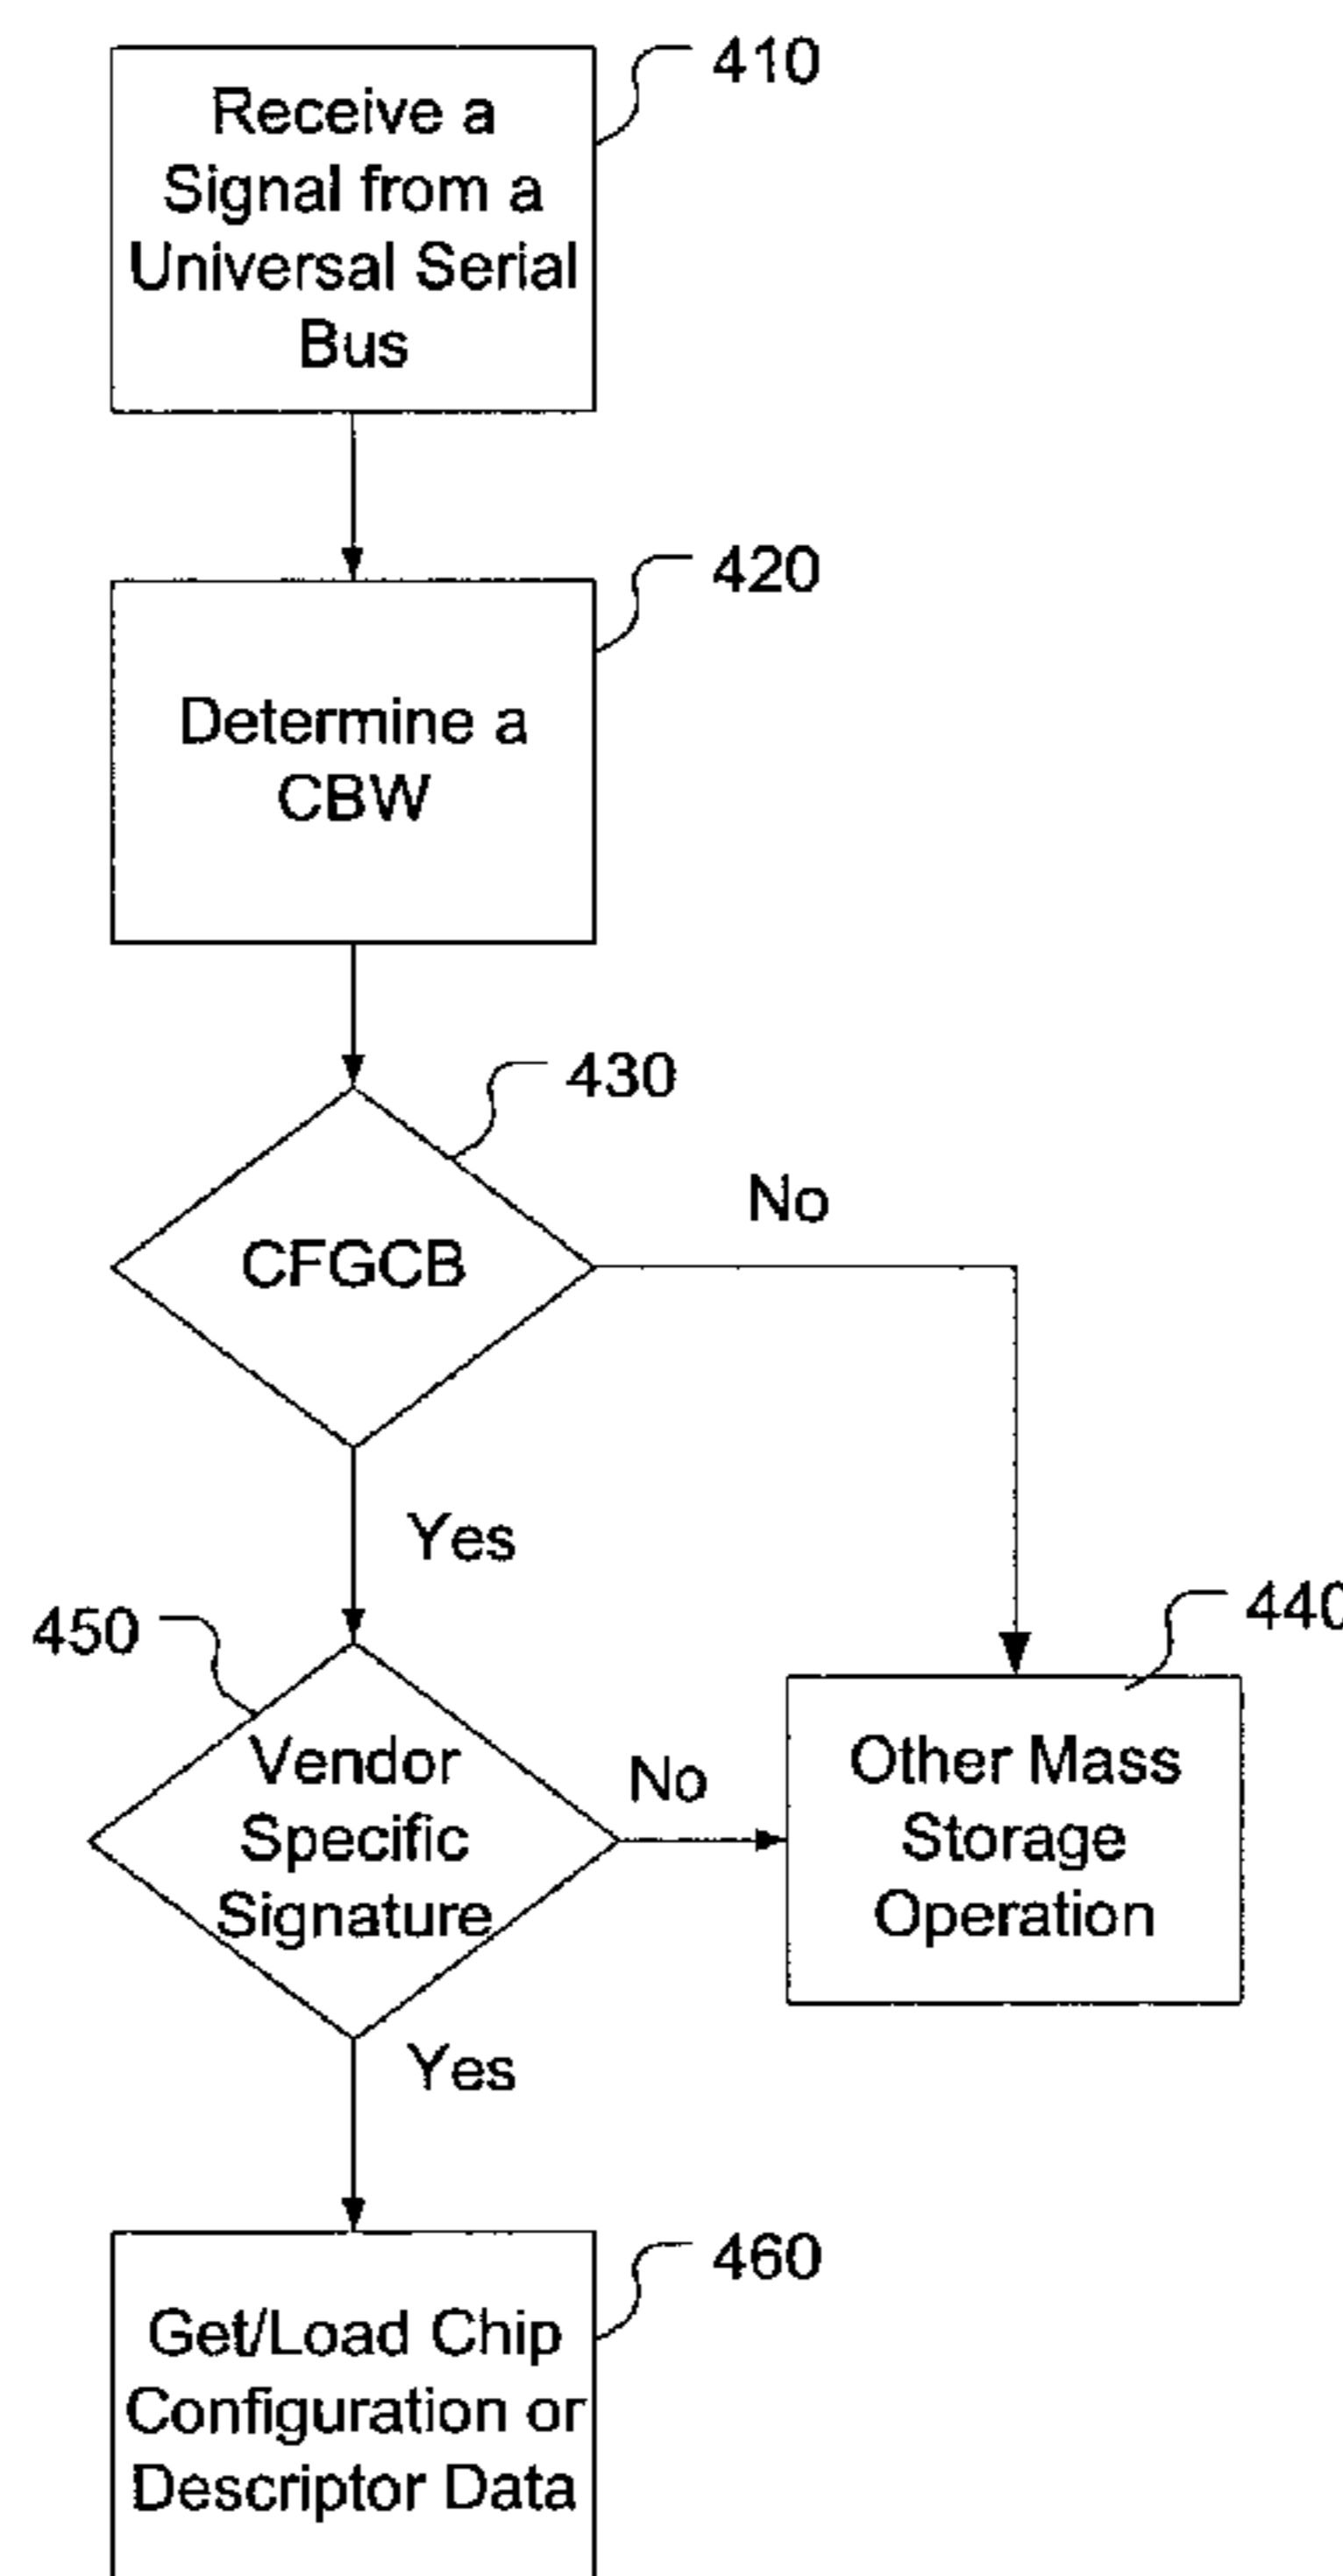 410
Receive a
Signal from a
Universal Serial
Bus
420
Determine a
CBW
430
CFGCB
No
Yes
450
440
Vendor
Specific
Signature
No
Other Mass
Storage
Operation
Yes
460
Get/Load Chip
Configuration or
Descriptor Data